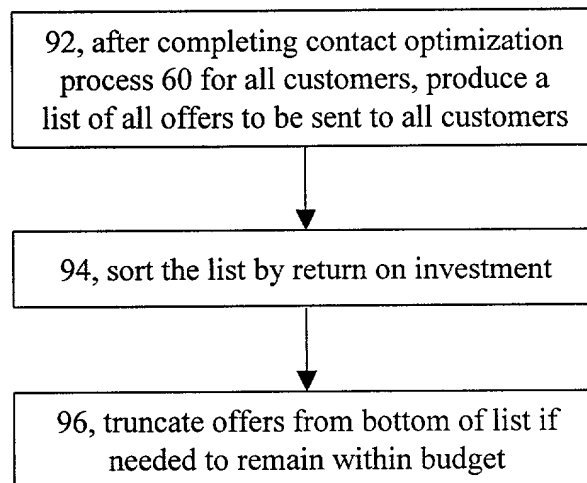 92, after completing contact optimization
process 60 for all customers, produce a
list of all offers to be sent to all customers
94, sort the list by return on investment
96, truncate offers from bottom of list if
needed to remain within budget